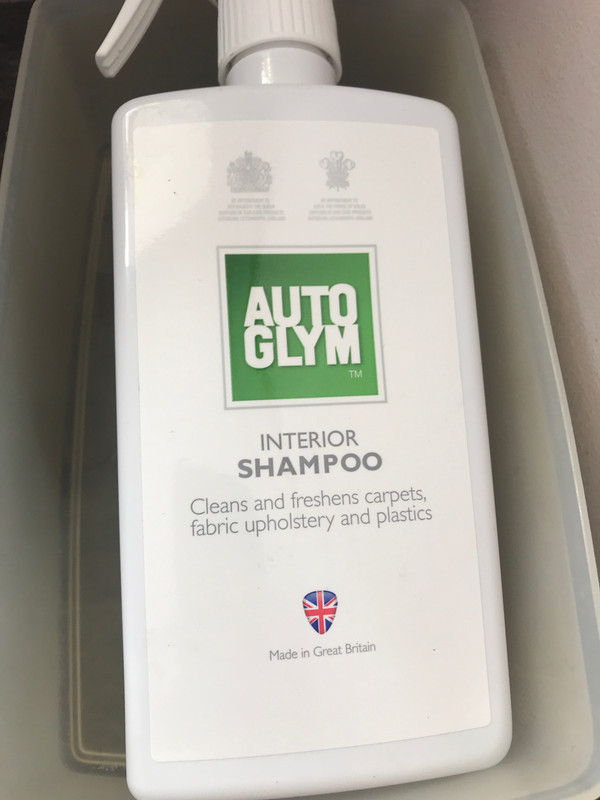 AUTO
GLYM
TM
INTERIOR
SHAMPOO
Cleans and freshens carpets,
fabric upholstery and plastics
Made in Great Britain